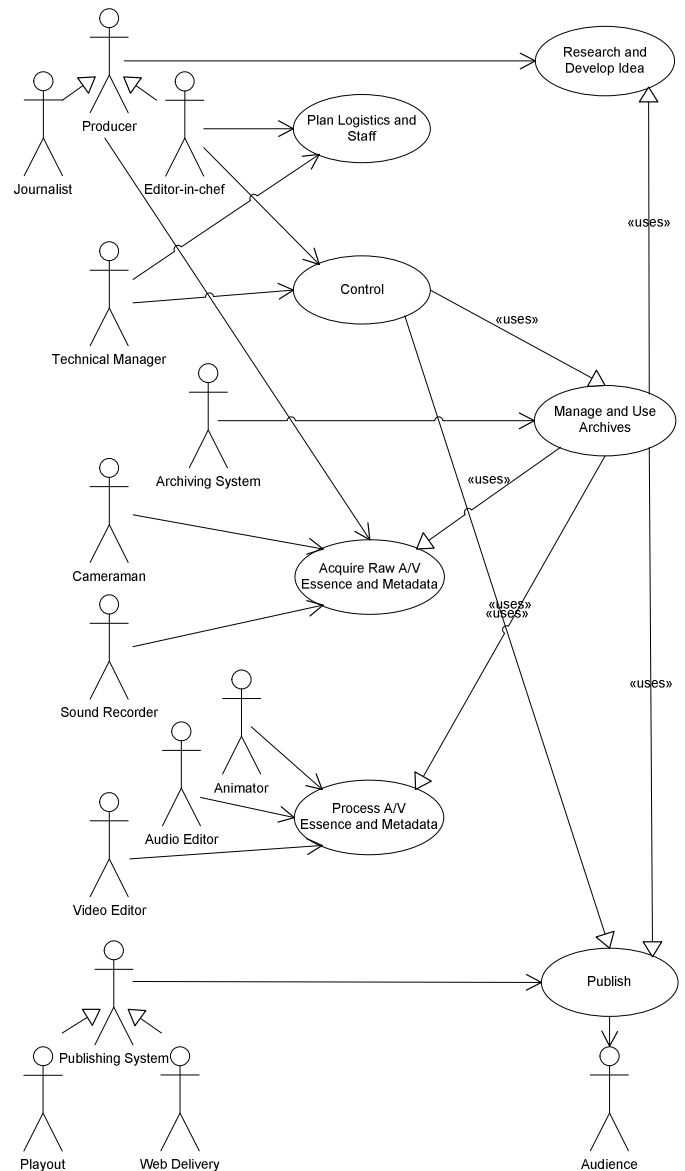 Research and
Develop Idea
Producer
Plan Logistics and
Staff
Journalist
Editor-in-chef
«uses»
Control
«uses»
Technical Manager
Manage and Use
Archives
Archiving System
«uses»
Acquire Raw A/V
Essence and Metadata
Cameraman
«uses»
«uses»
Sound Recorder
«uses»
Animator
Process A/V
Essence and Metadata
Audio Editor
Video Editor
Publish
Publishing System
Playout
Web Delivery
Audience